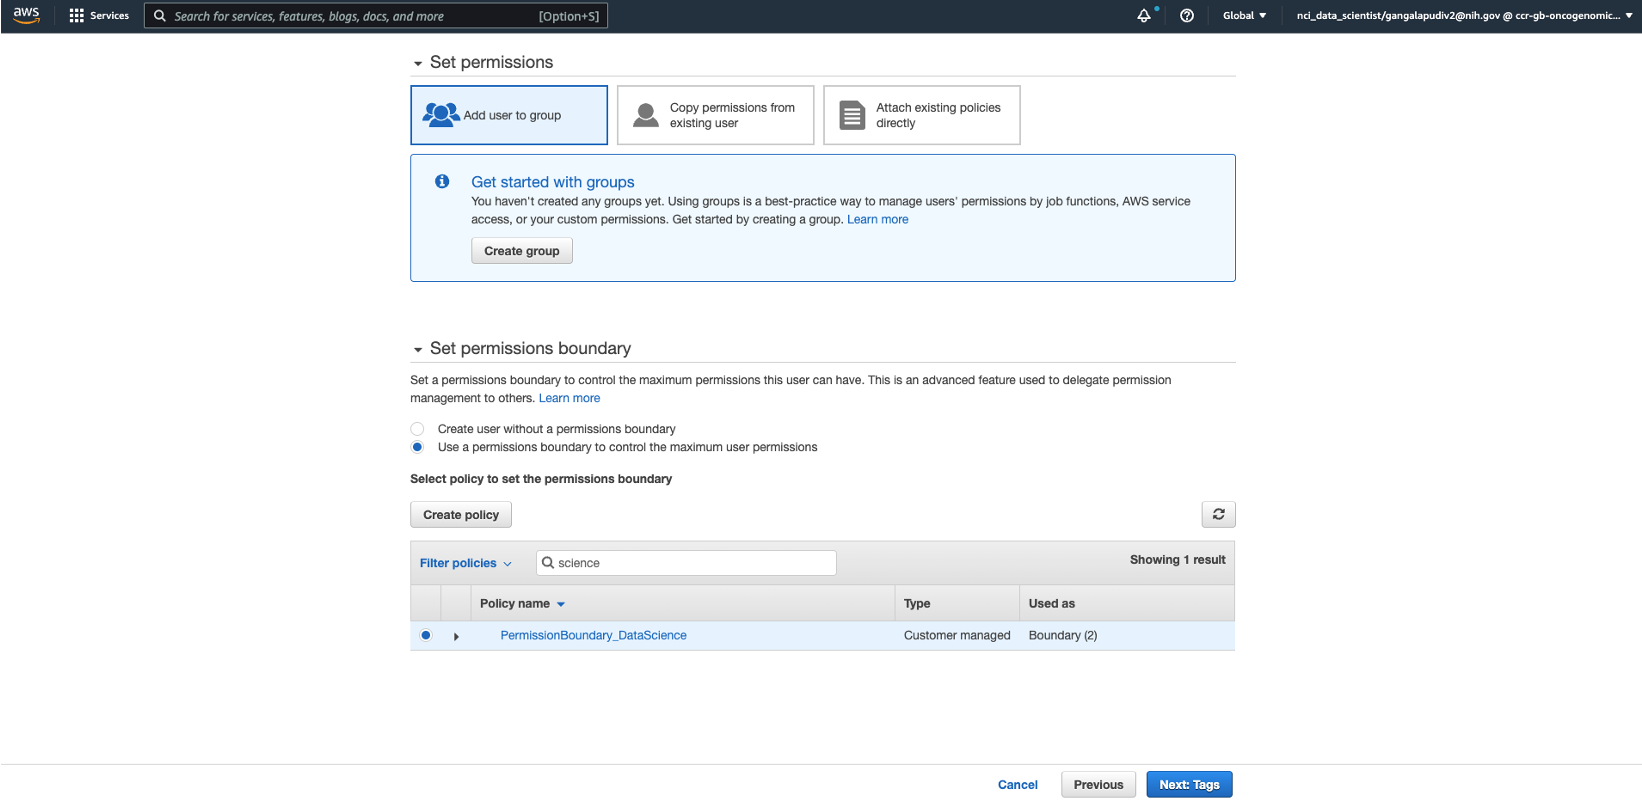 aws
Services
Search for services, features, blogs, docs, and more
[Option+S]
Global
nci_data_scientist/gangalapudiv2@nih.gov @ ccr-gb-oncogenomic...
Set permissions
Add user to group
Copy permissions from
existing user
Attach existing policies
directly
Get started with groups
You haven't created any groups yet. Using groups is a best-practice way to manage users' permissions by job functions, AWS service
access, or your custom permissions. Get started by creating a group. Learn more
Create group
Set permissions boundary
Set a permissions boundary to control the maximum permissions this user can have. This is an advanced feature used to delegate permission
management to others. Learn more
Create user without a permissions boundary
Use a permissions boundary to control the maximum user permissions
Select policy to set the permissions boundary
Create policy
Filter policies
science
Showing 1 result
Policy name
Type
Used as
PermissionBoundary_DataScience
Customer managed
Boundary (2)
Cancel
Previous
Next: Tags